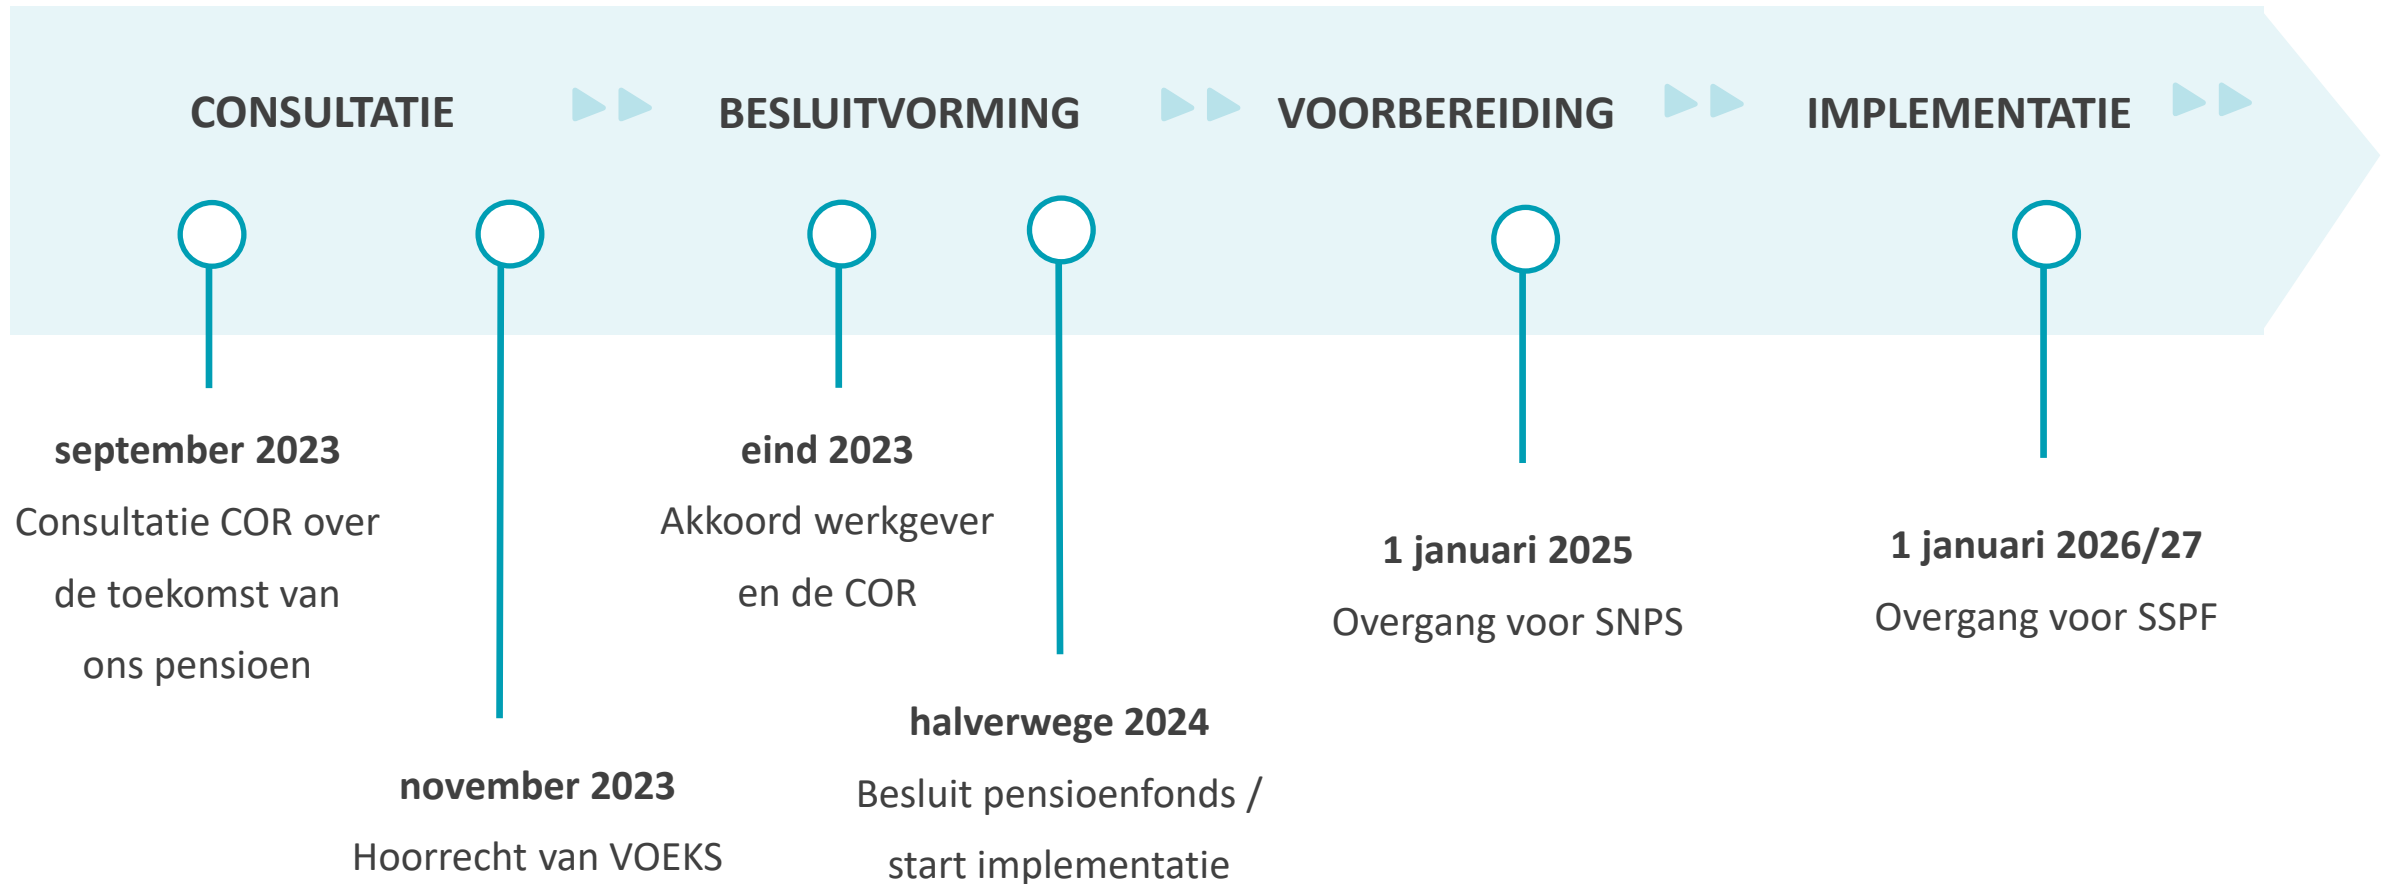 CONSULTATIE
BESLUITVORMING
VOORBEREIDING
IMPLEMENTATIE
september 2023
Consultatie COR over
de toekomst van
ons pensioen
november 2023
Hoorrecht van VOEKS
eind 2023
Akkoord werkgever
en de COR
halverwege 2024
Besluit pensioenfonds /
start implementatie
1 januari 2025
Overgang voor SNPS
1 januari 2026/27
Overgang voor SSPF